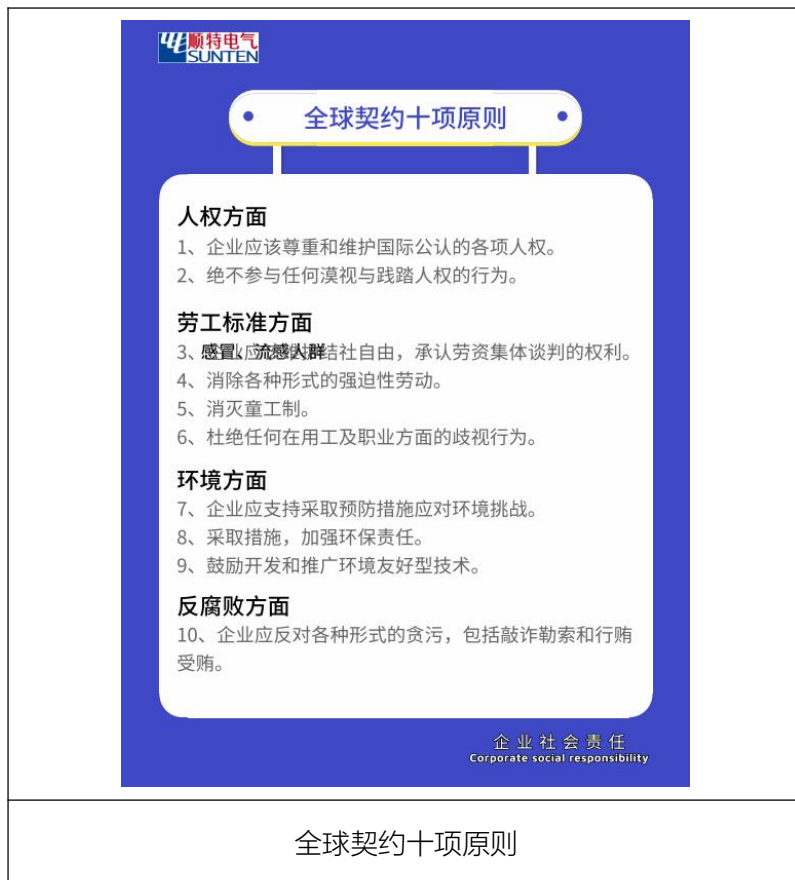 顺特电气
SUNTEN
全球契约十项原则
人权方面
1、企业应该尊重和维护国际公认的各项人权。
2、绝不参与任何漠视与践踏人权的行为。
劳工标准方面
3、感冒、流感人群结社自由，承认劳资集体谈判的权利。
4、消除各种形式的强迫性劳动。
5、消灭童工制。
6、杜绝任何在用工及职业方面的歧视行为。
环境方面
7、企业应支持采取预防措施应对环境挑战。
8、采取措施，加强环保责任。
9、鼓励开发和推广环境友好型技术。
反腐败方面
10、企业应反对各种形式的贪污，包括敲诈勒索和行贿
受贿。
企业社会责任
Corporate social responsibility
全球契约十项原则